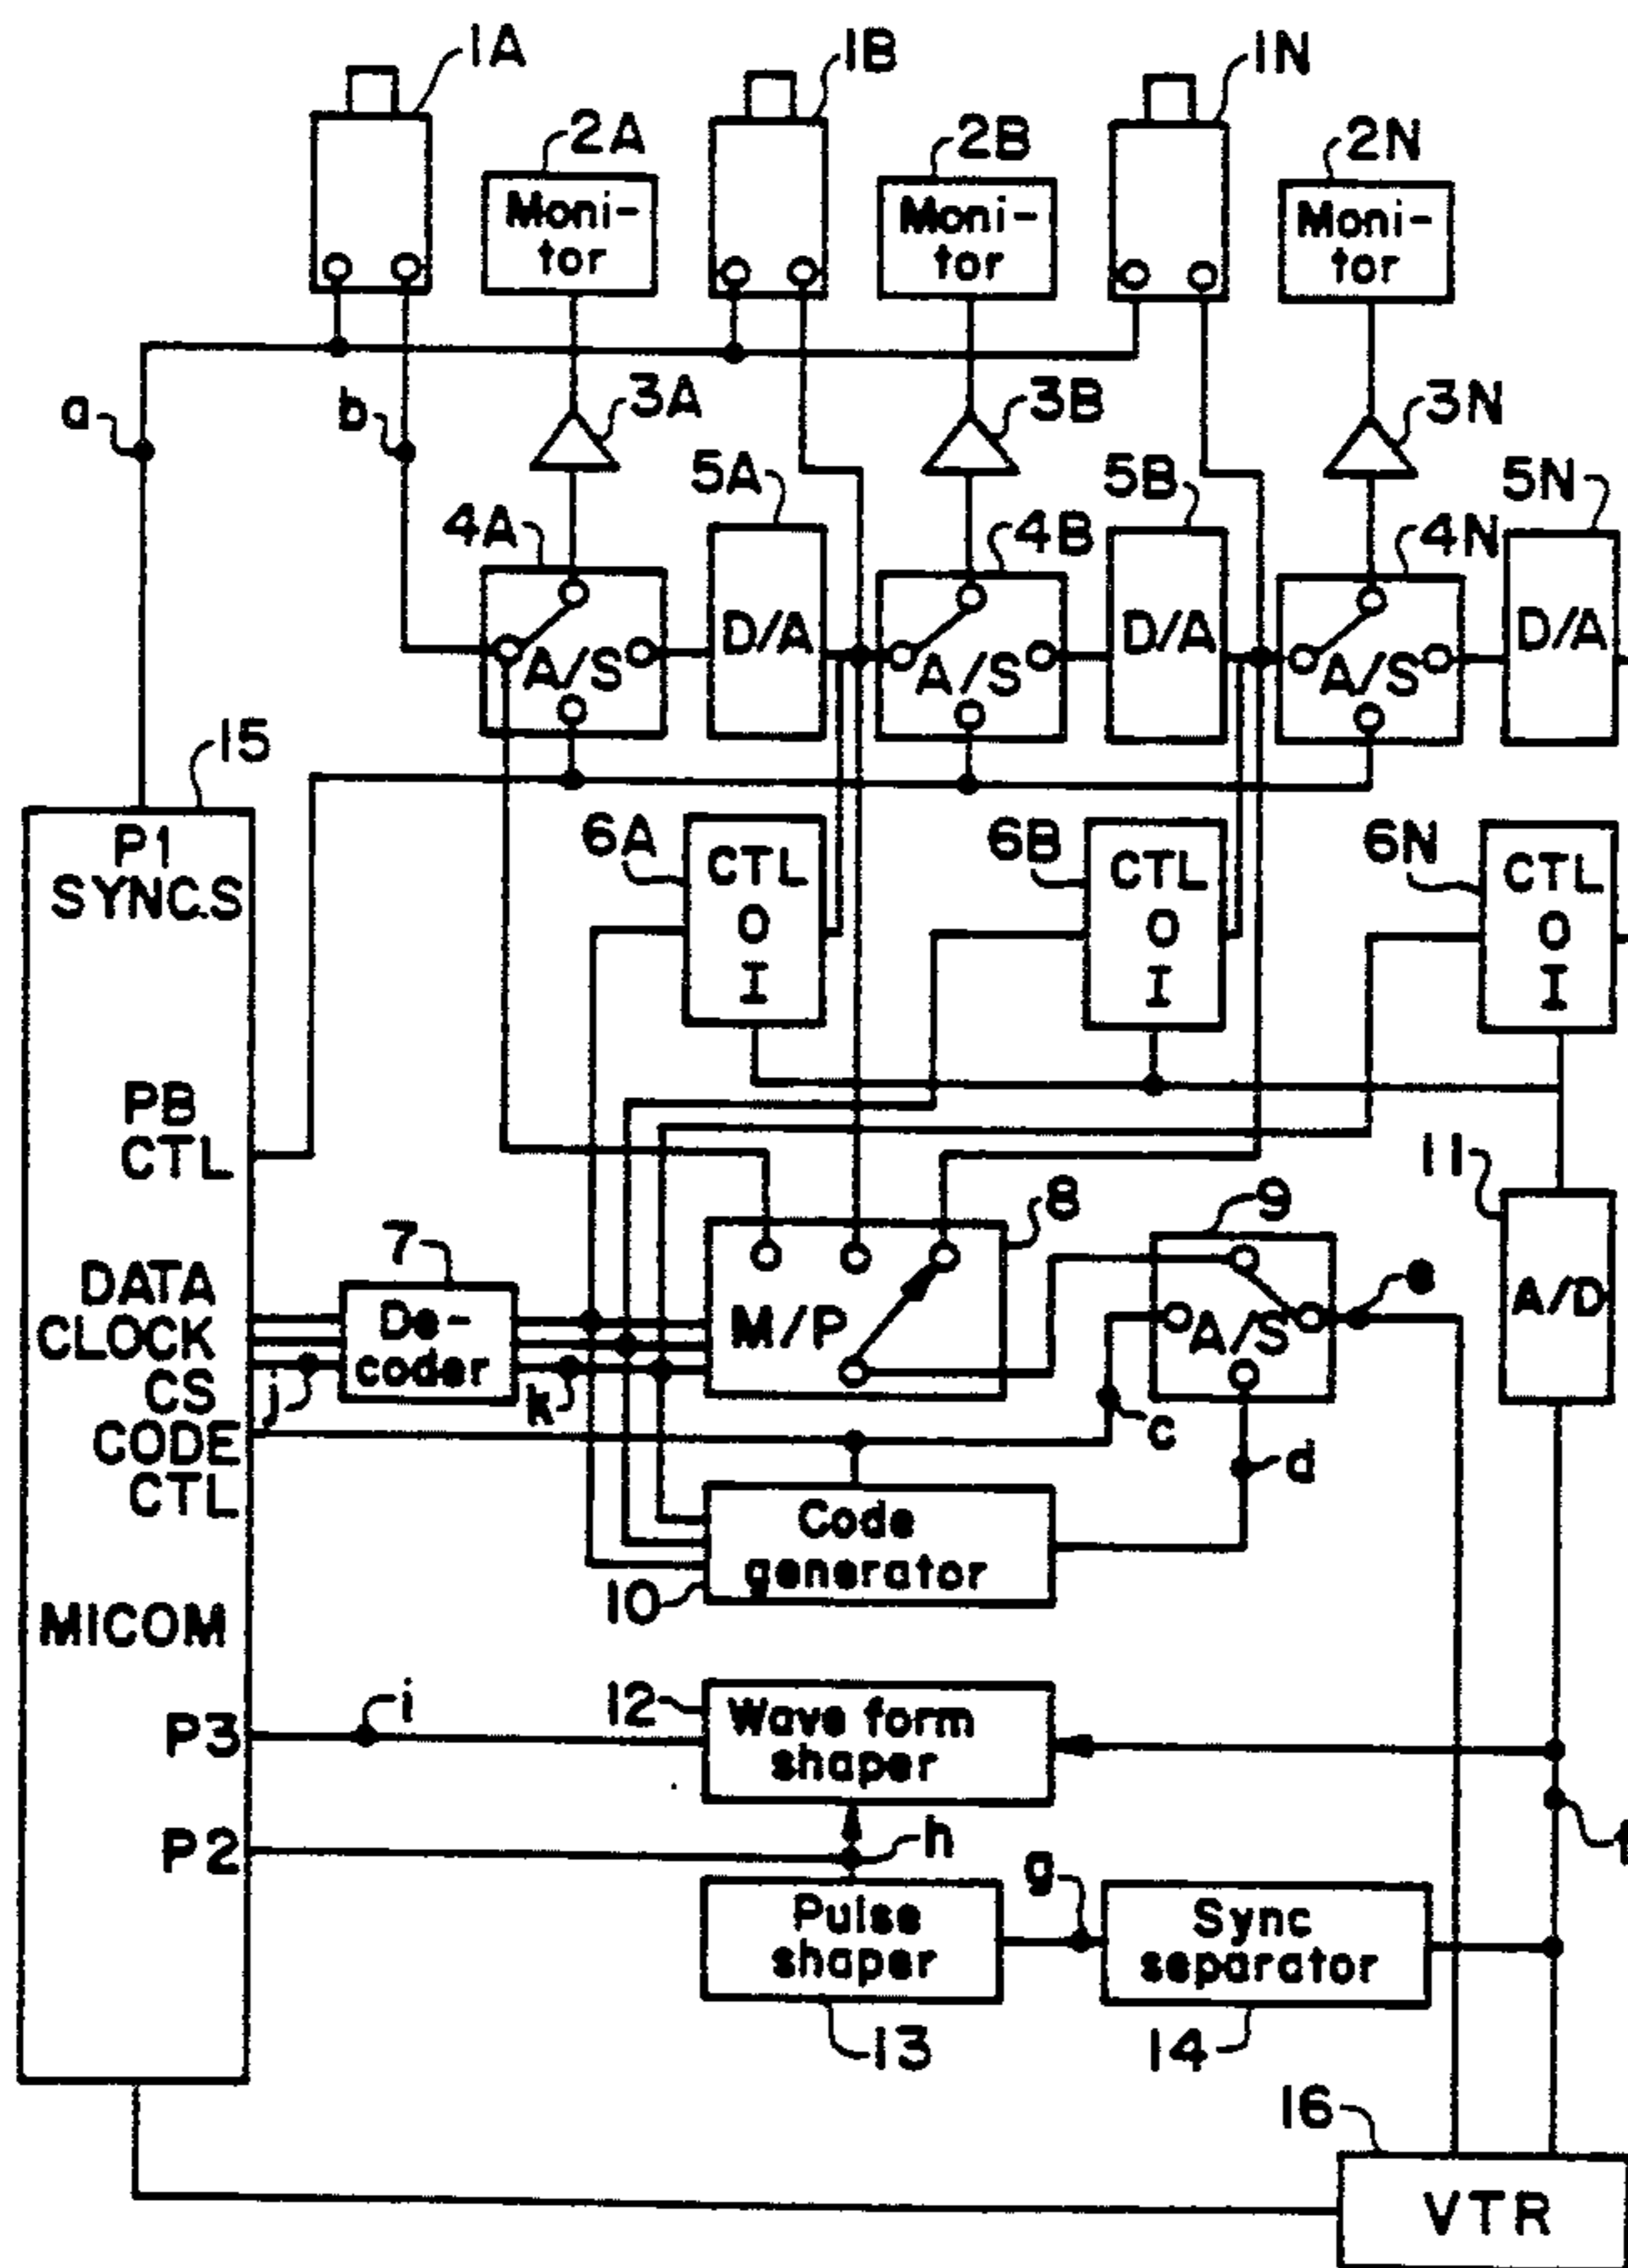 1A
1B
1N
2A
2B
2N
Moni-
tor
Moni-
tor
Moni-
tor
a
b
3A
3B
3N
5A
5B
5N
4A
4B
4N
D/A
D/A
D/A
A/S
A/S
A/S
15
P1
SYNC.S
6A
6B
6N
CTL
O
I
CTL
O
I
CTL
O
I
PB
CTL
11
8
9
7
DATA
CLOCK
CS
CODE
CTL
De-
coder
M/P
A/S
e
A/D
j
k
c
d
Code
generator
10
MICOM
i
12
P3
Wave form
shaper
P2
h
f
g
Pulse
shaper
Sync
separator
13
14
16
VTR